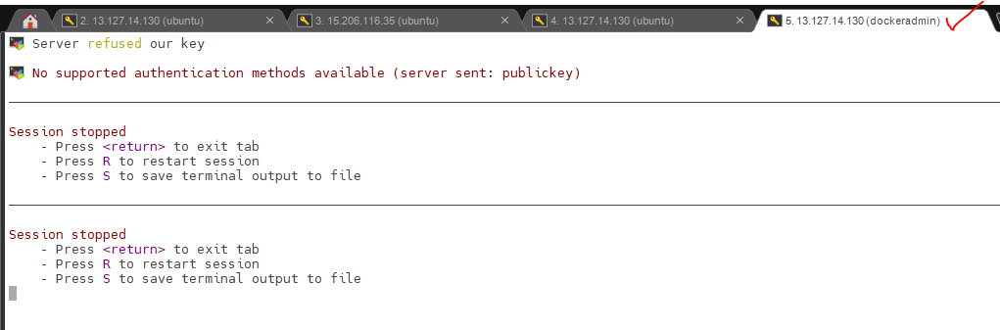 2. 13.127.14.130 (ubuntu)
3. 15.206.116.35 (ubuntu)
4. 13.127.14.130 (ubuntu)
5. 13.127.14.130 (dockeradmin)
Server refused our key
No supported authentication methods available (server sent: publickey)
Session stopped
- Press <return> to exit tab
- Press R to restart session
- Press S to save terminal output to file
Session stopped
- Press <return> to exit tab
- Press R to restart session
- Press S to save terminal output to file